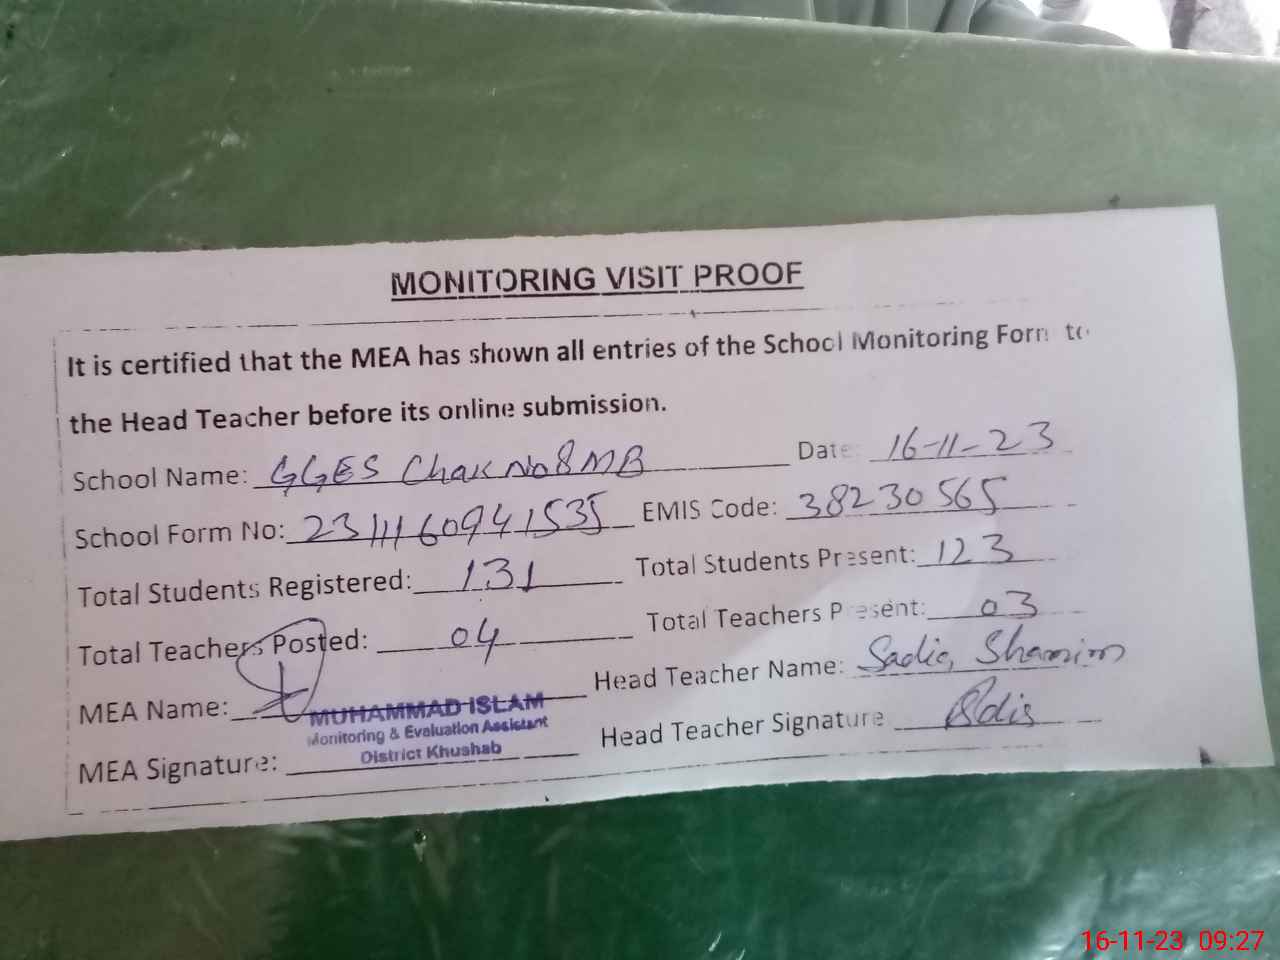 MONITORING VISIT PROOF
It is certified that the MEA has shown all entries of the School Monitoring Form to
the Head Teacher before its online submission.
School Name: GGES Chak No 8 MB Date 16-11-23
School Form No: 23111160941535 EMIS Code: 38230565
Total Students Registered: 131 Total Students Present: 123
Total Teachers Posted: 04 Total Teachers Present: 03
MEA Name: Head Teacher Name: Sadia Shamim
MUHAMMAD ISLAM
Monitoring & Evaluation Assistant
District Khushab
MEA Signature: Head Teacher Signature
16-11-23 09:27